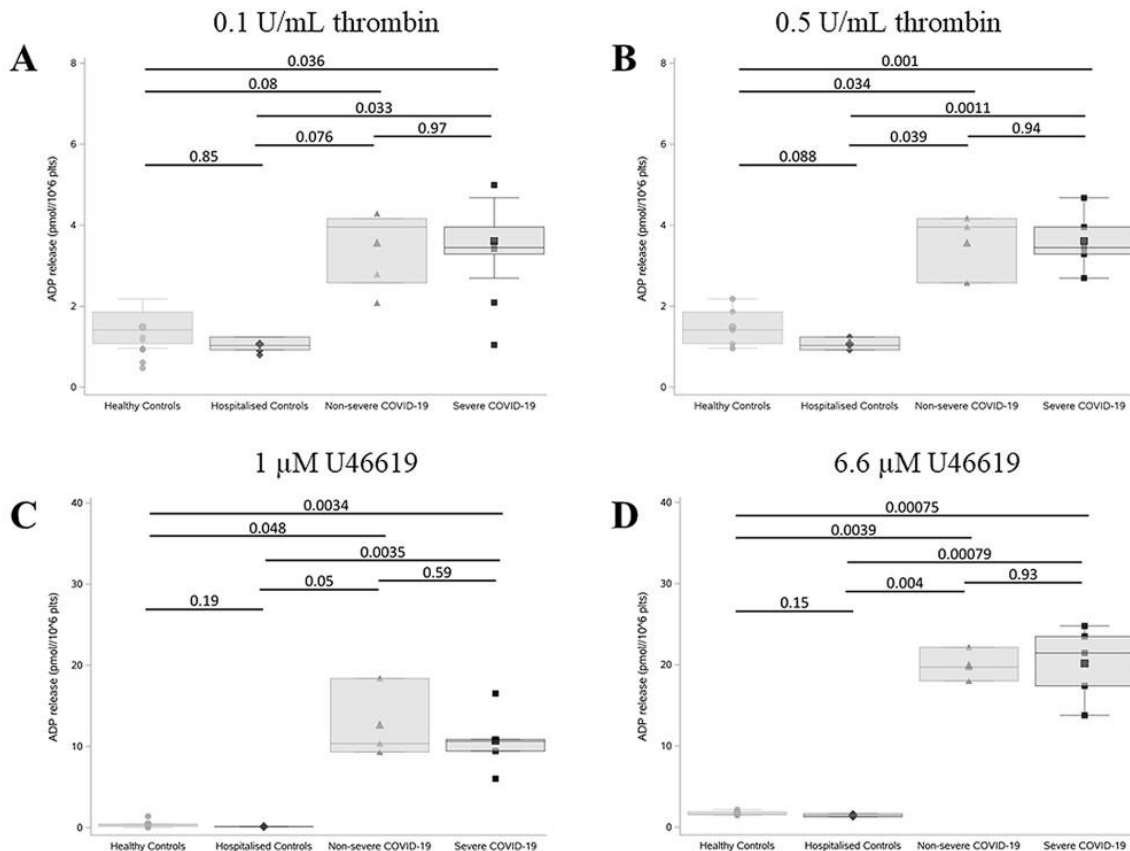 0.1 U/mL thrombin
A
8
6
4
2
0
ADP release (pmol//10^6 plts)
0.036
0.08
0.033
0.076
0.97
0.85
Healthy Controls
Hospitalised Controls
Non-severe COVID-19
Severe COVID-19
0.5 U/mL thrombin
B
8
6
4
2
0
ADP release (pmol//10^6 plts)
0.001
0.034
0.0011
0.039
0.94
0.088
Healthy Controls
Hospitalised Controls
Non-severe COVID-19
Severe COVID-19
1 µM U46619
C
40
30
20
10
0
ADP release (pmol//10^6 plts)
0.0034
0.048
0.0035
0.05
0.59
0.19
Healthy Controls
Hospitalised Controls
Non-severe COVID-19
Severe COVID-19
6.6 µM U46619
D
40
30
20
10
0
ADP release (pmol//10^6 plts)
0.00075
0.0039
0.00079
0.004
0.93
0.15
Healthy Controls
Hospitalised Controls
Non-severe COVID-19
Severe COVID-19